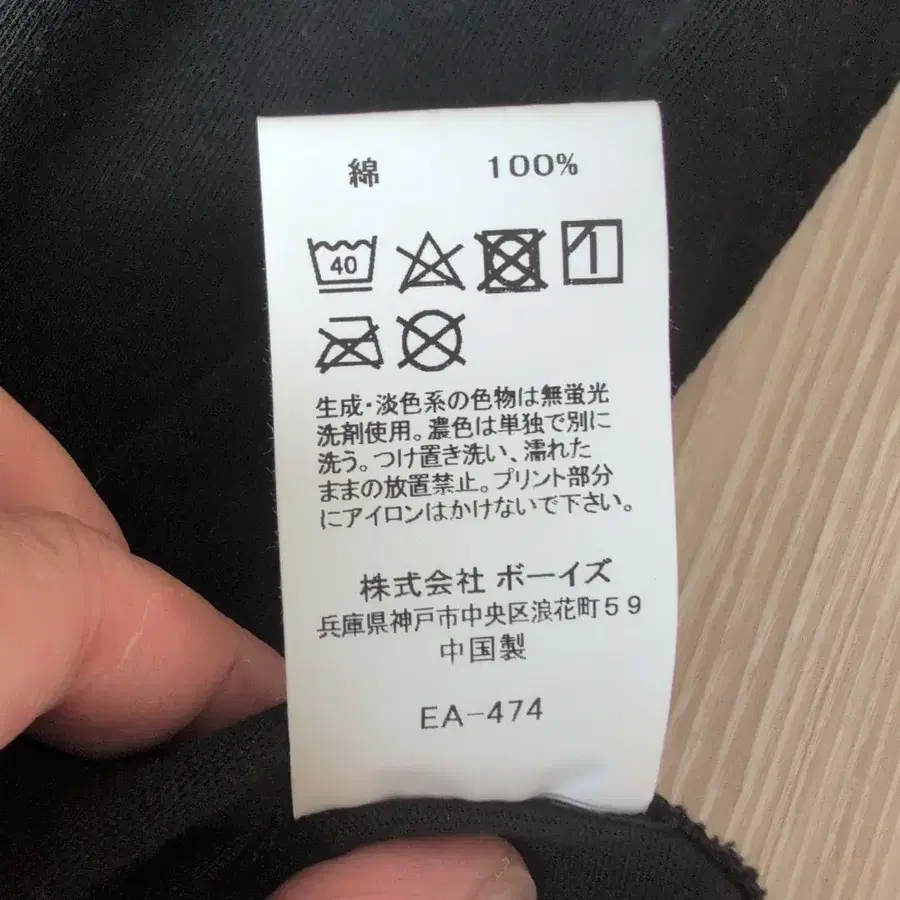 綿 100%
40
生成・淡色系の色物は無蛍光
洗剤使用。濃色は単独で別に
洗う。つけ置き洗い、濡れた
ままの放置禁止。プリント部分
にアイロンはかけないで下さい。
株式会社 ボーイズ
兵庫県神戸市中央区浪花町59
中国製
EA-474